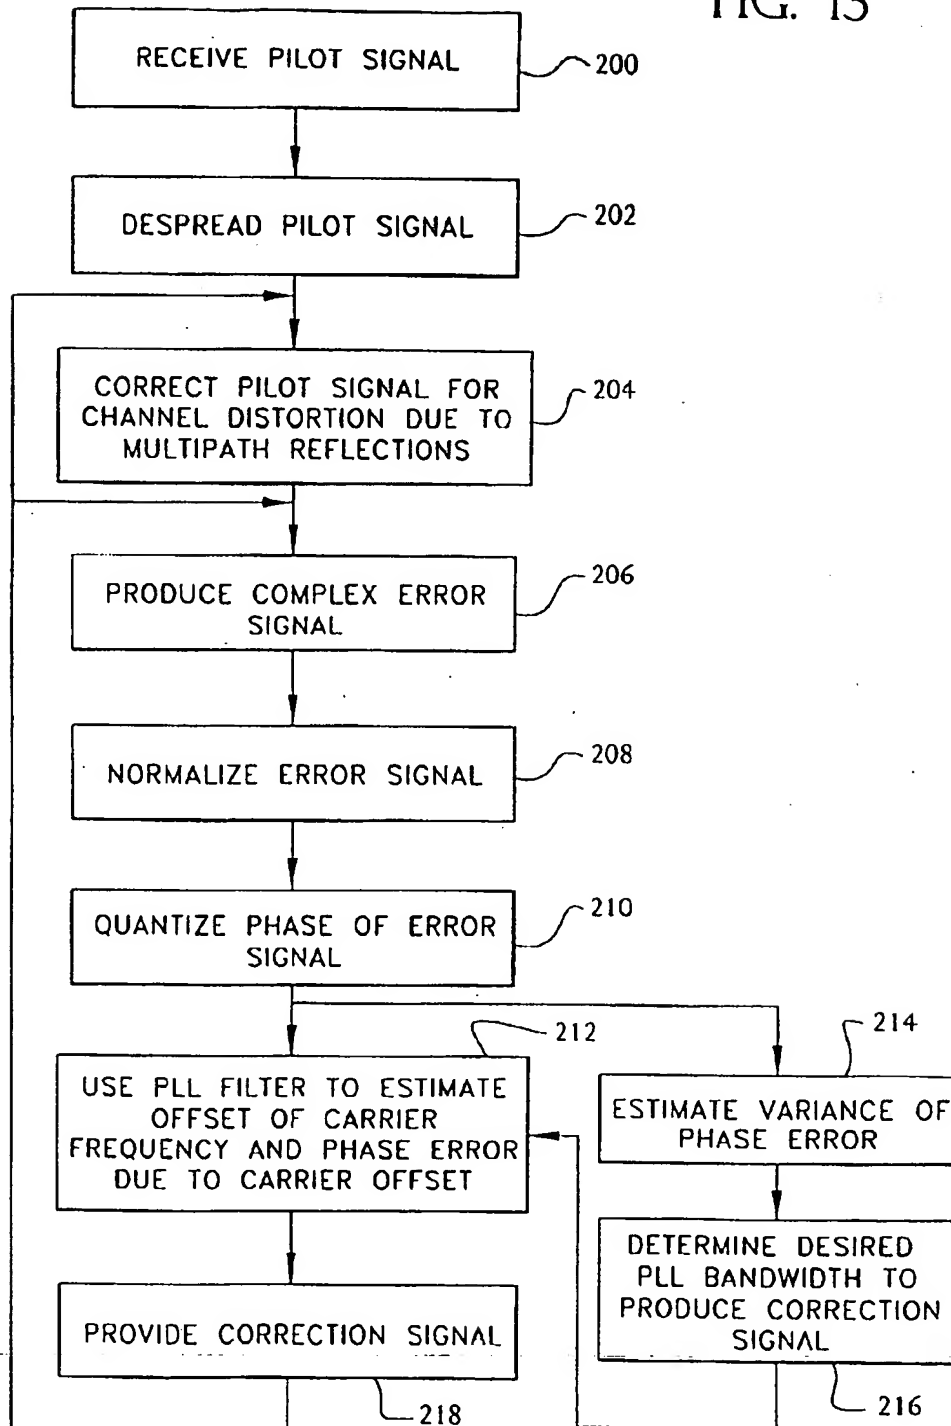 FIG. 13
RECEIVE PILOT SIGNAL
200
DESPREAD PILOT SIGNAL
202
CORRECT PILOT SIGNAL FOR
CHANNEL DISTORTION DUE TO
MULTIPATH REFLECTIONS
204
PRODUCE COMPLEX ERROR
SIGNAL
206
NORMALIZE ERROR SIGNAL
208
QUANTIZE PHASE OF ERROR
SIGNAL
210
212
USE PLL FILTER TO ESTIMATE
OFFSET OF CARRIER
FREQUENCY AND PHASE ERROR
DUE TO CARRIER OFFSET
214
ESTIMATE VARIANCE OF
PHASE ERROR
DETERMINE DESIRED
PLL BANDWIDTH TO
PRODUCE CORRECTION
SIGNAL
216
PROVIDE CORRECTION SIGNAL
218